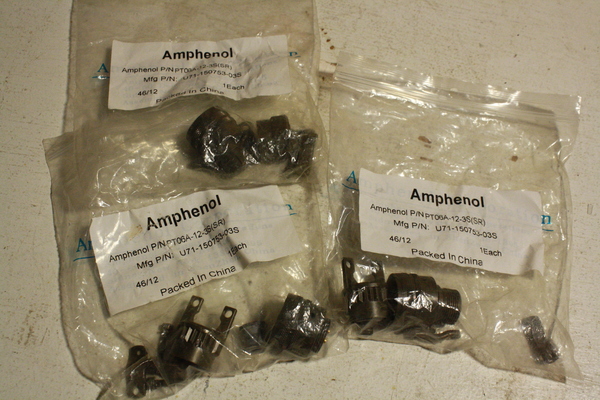 Amphenol
Amphenol P/N PT06A-12-3S(SR)
Mfg P/N: U71-150753-03S
46/12 1Each
Packed In China
Amphenol
Amphenol P/N PT06A-12-3S(SR)
Mfg P/N: U71-150753-03S
46/12 1Each
Packed In China
Amphenol
Amphenol P/N PT06A-12-3S(SR)
Mfg P/N: U71-150753-03S
46/12 1Each
Packed In China